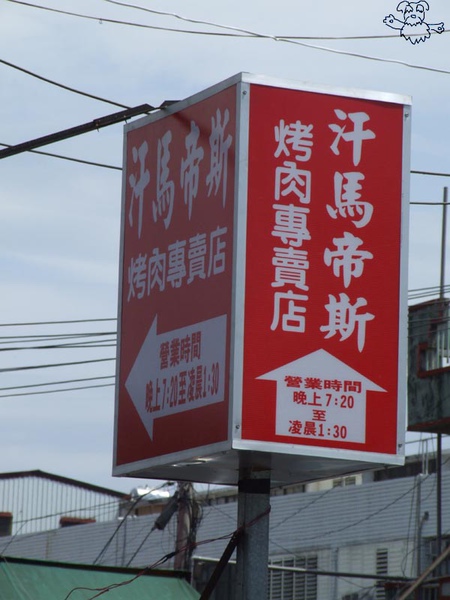 汗馬帝斯
烤肉專賣店
營業時間
晚上7:20至凌晨1:30
汗馬帝斯
烤肉專賣店
營業時間
晚上7:20
至
凌晨1:30